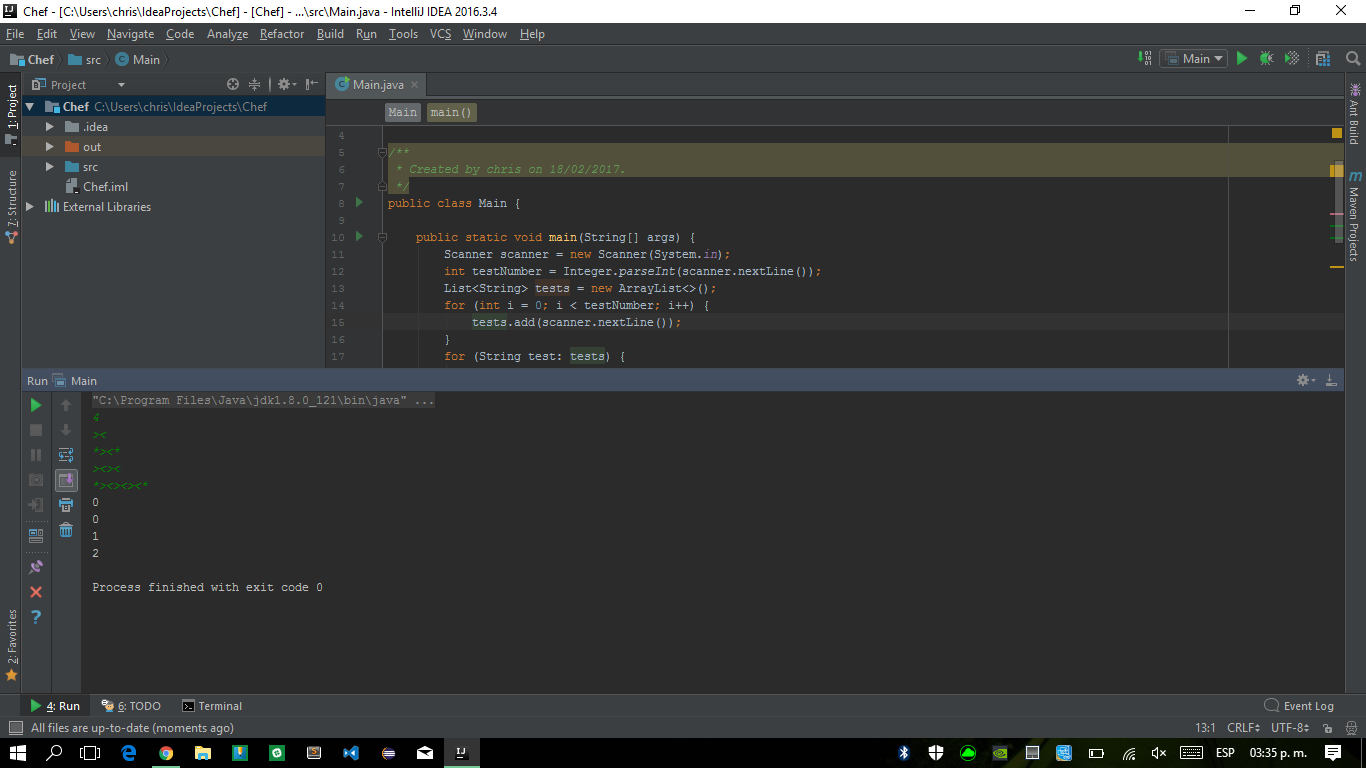 Chef - [C:\Users\chris\IdeaProjects\Chef] - [Chef] - ...\src\Main.java - IntelliJ IDEA 2016.3.4
File Edit View Navigate Code Analyze Refactor Build Run Tools VCS Window Help
Chef src Main
Main
Project
Main.java
1: Project
7: Structure
2: Favorites
Chef C:\Users\chris\IdeaProjects\Chef
.idea
out
src
Chef.iml
External Libraries
Main main()
4
5 /**
6 * Created by chris on 18/02/2017.
7 */
8 public class Main {
9
10 public static void main(String[] args) {
11 Scanner scanner = new Scanner(System.in);
12 int testNumber = Integer.parseInt(scanner.nextLine());
13 List<String> tests = new ArrayList<>();
14 for (int i = 0; i < testNumber; i++) {
15 tests.add(scanner.nextLine());
16 }
17 for (String test: tests) {
Ant Build
Maven Projects
Run Main
"C:\Program Files\Java\jdk1.8.0_121\bin\java" ...
4
><
*><*
><><
*><><><*
0
0
1
2
Process finished with exit code 0
4: Run 6: TODO Terminal Event Log
All files are up-to-date (moments ago) 13:1 CRLF UTF-8
ESP 03:35 p. m.